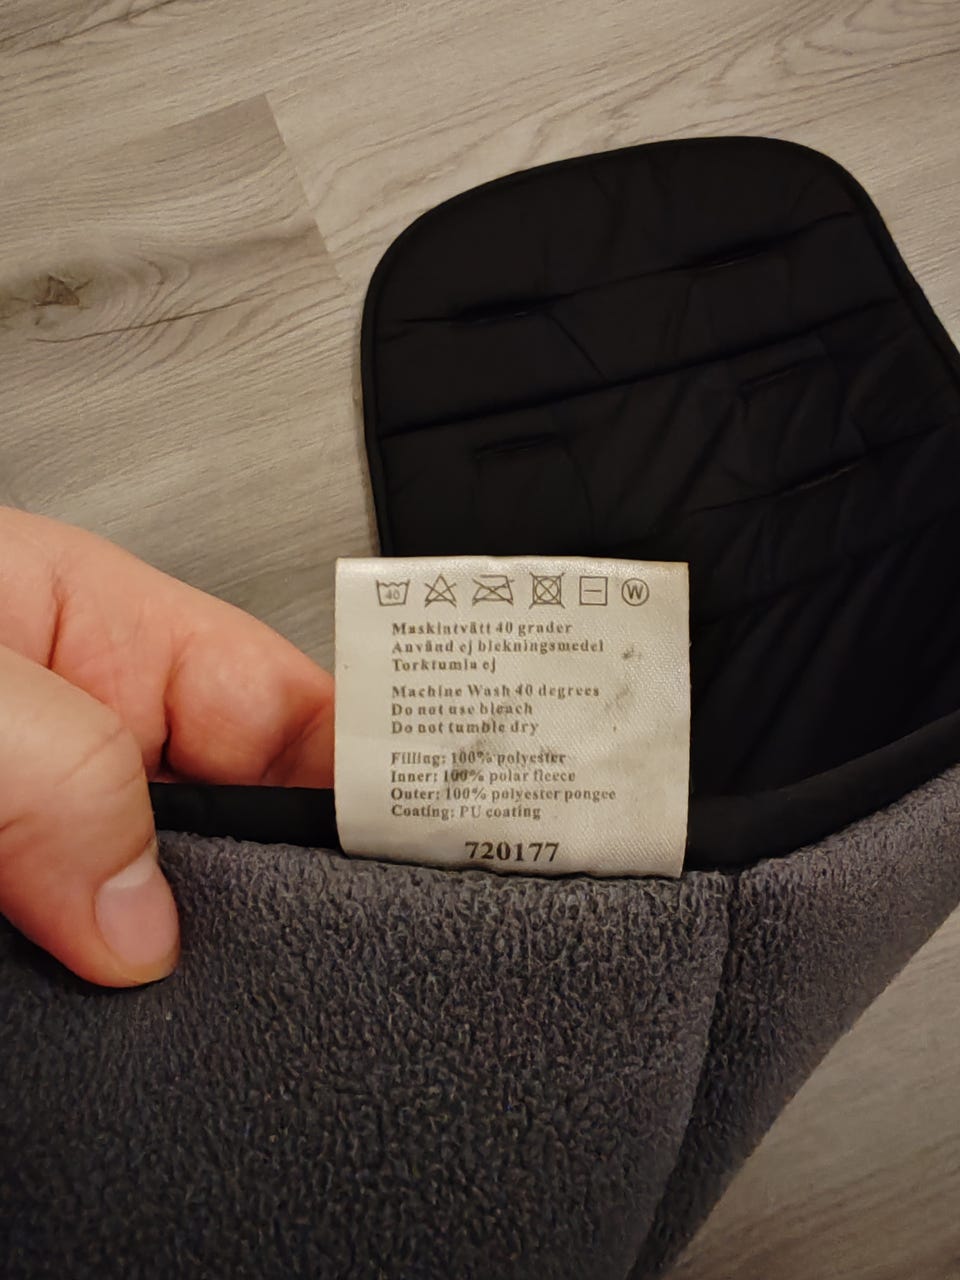 40 W
Maskintvätt 40 grader
Använd ej blekningsmedel
Torktumla ej
Machine Wash 40 degrees
Do not use bleach
Do not tumble dry
Filling: 100% polyester
Inner: 100% polar fleece
Outer: 100% polyester pongee
Coating: PU coating
720177